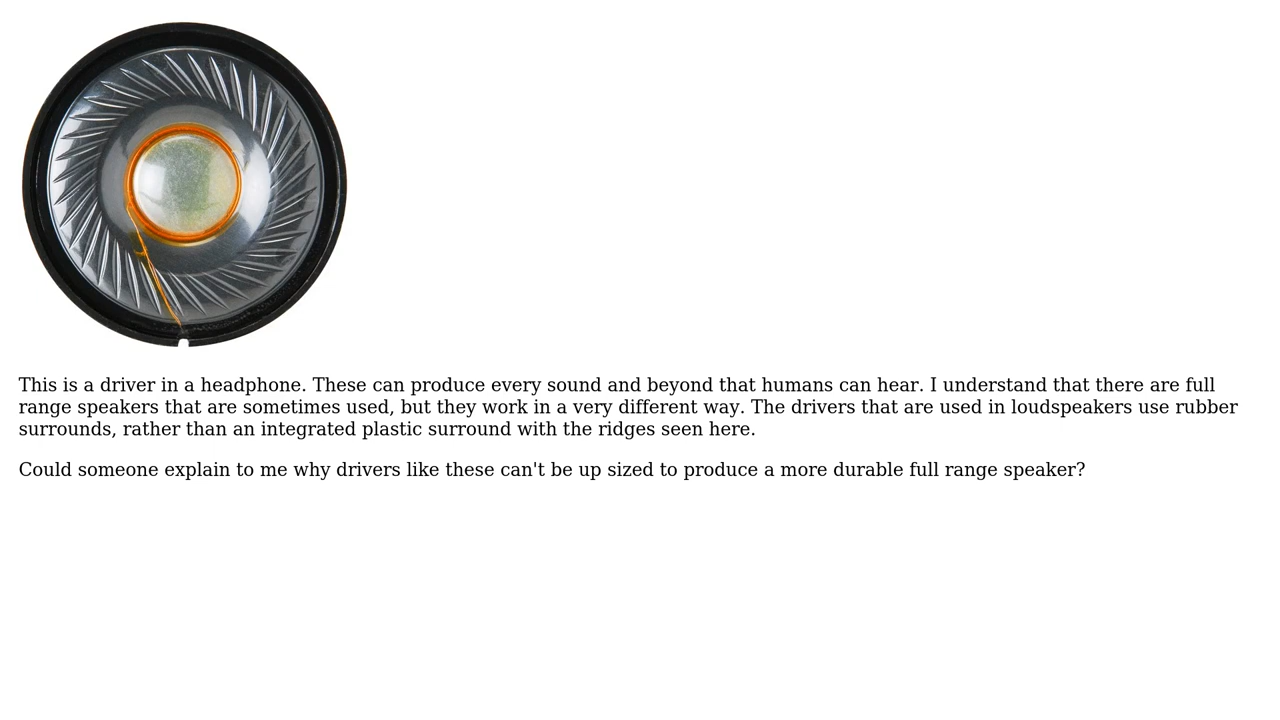 This is a driver in a headphone. These can produce every sound and beyond that humans can hear. I understand that there are full
range speakers that are sometimes used, but they work in a very different way. The drivers that are used in loudspeakers use rubber
surrounds, rather than an integrated plastic surround with the ridges seen here.
Could someone explain to me why drivers like these can't be up sized to produce a more durable full range speaker?